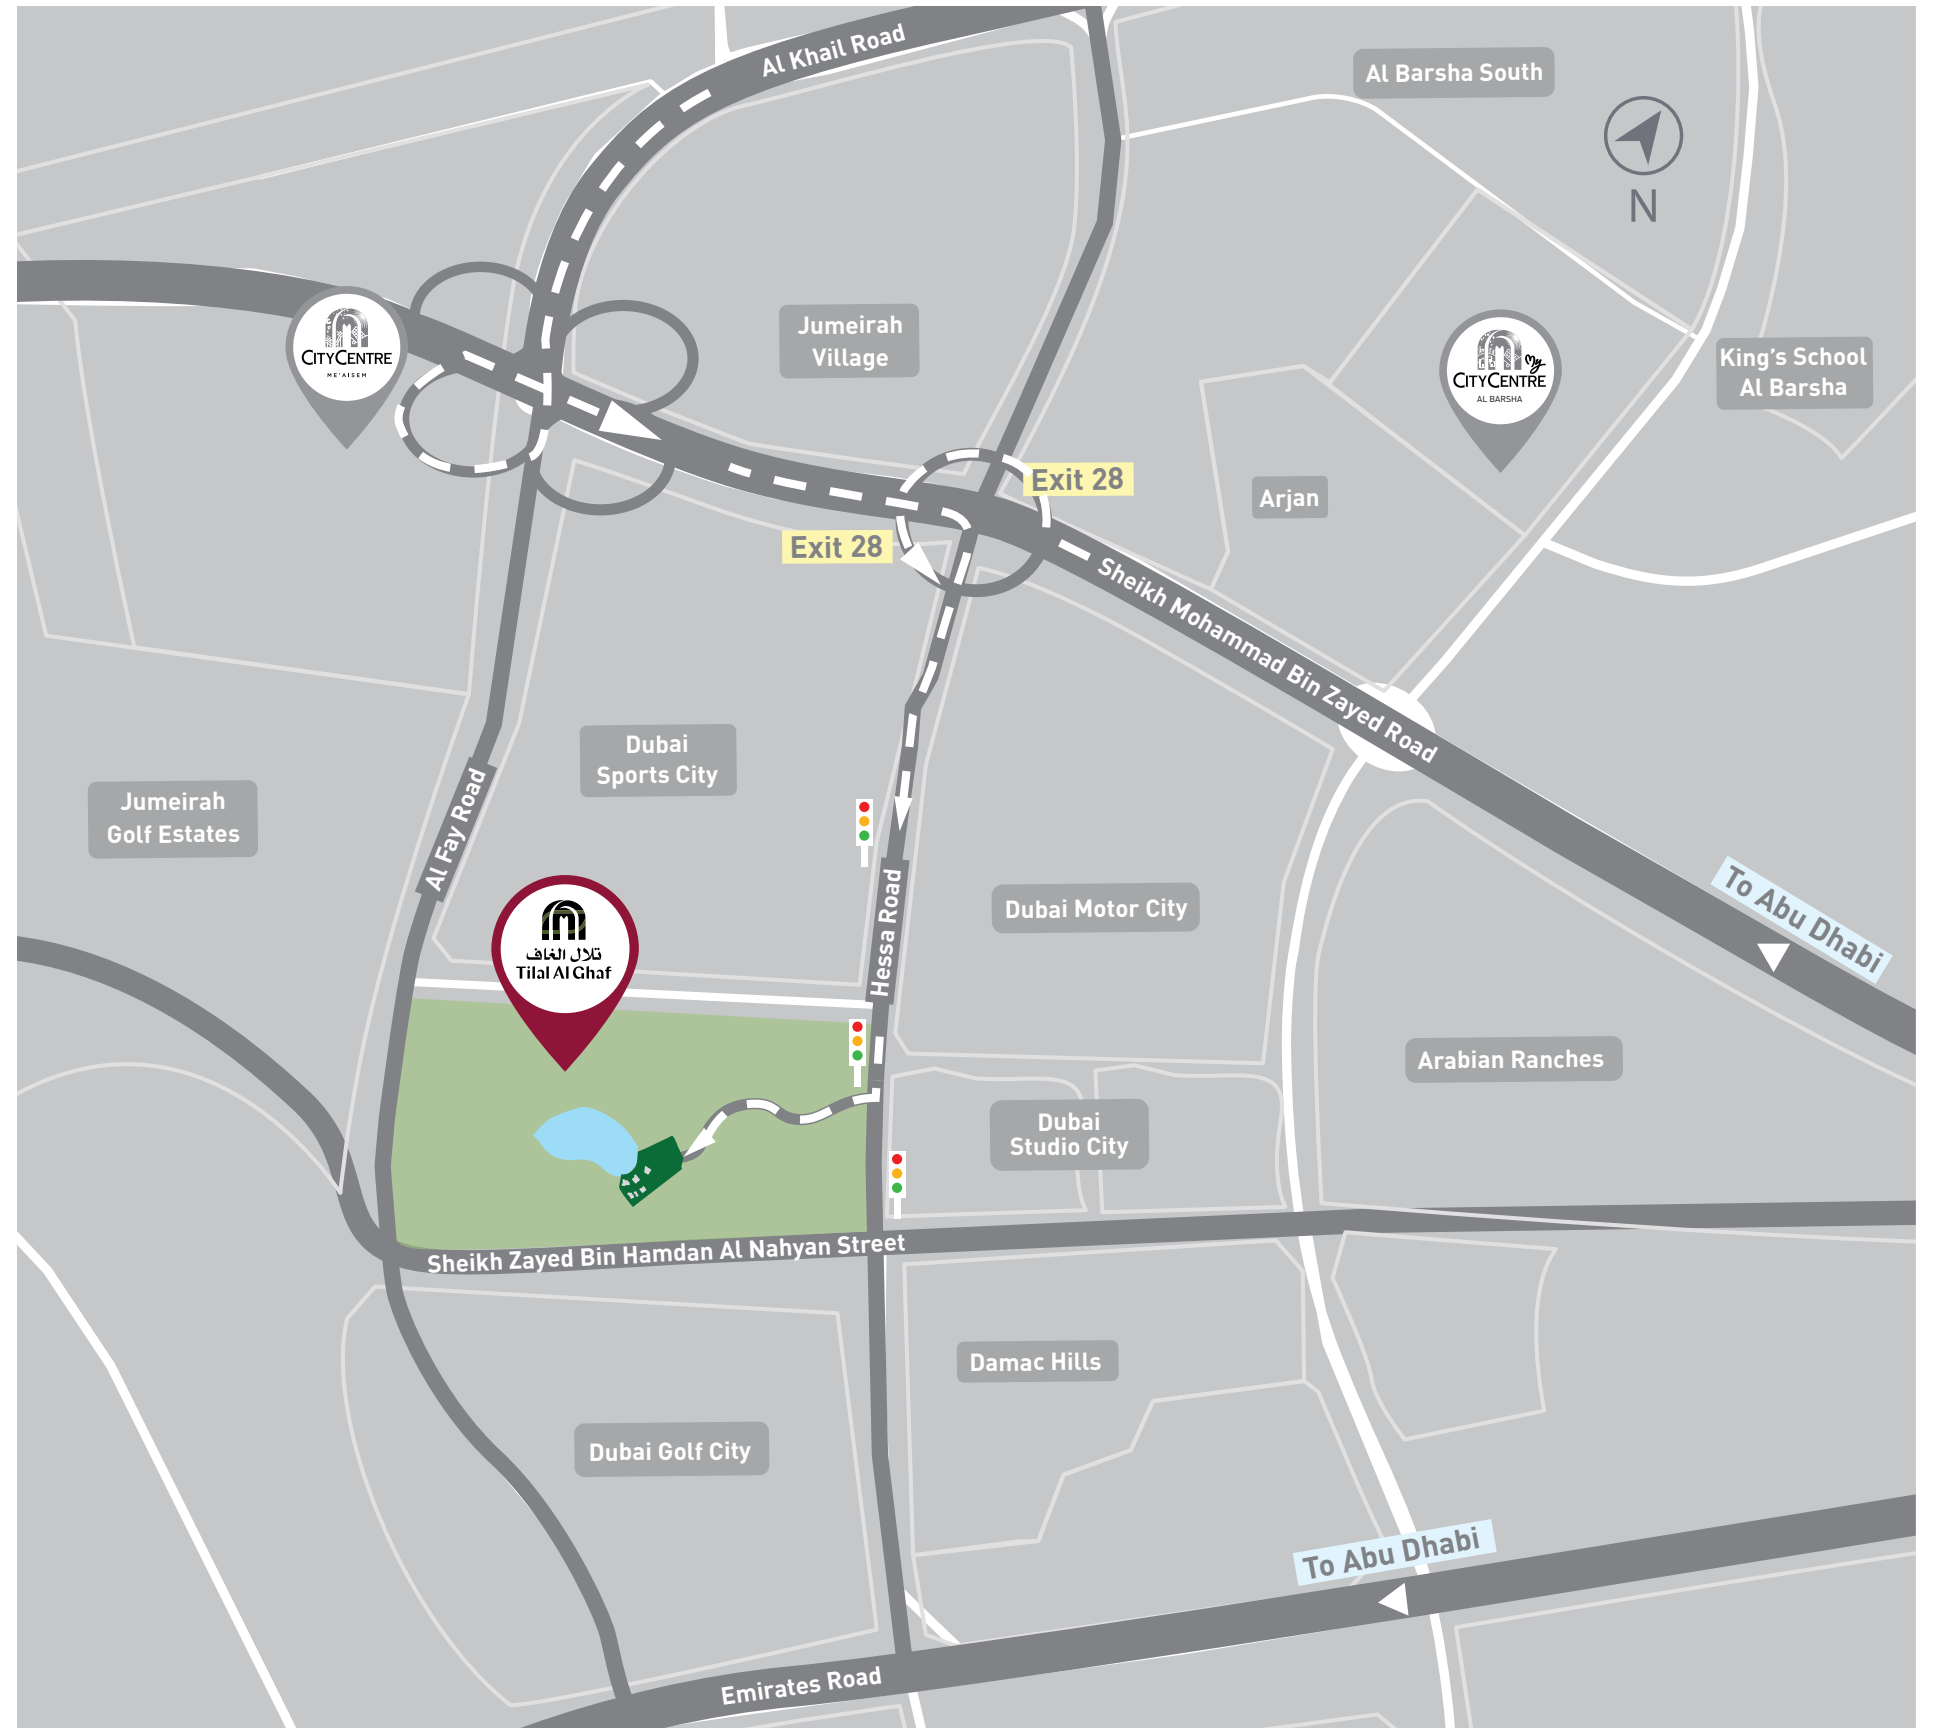 Al Khail Road
Al Barsha South
N
Jumeirah
Village
CITY CENTRE
ME'AISEM
My
CITY CENTRE
AL BARSHA
King's School
Al Barsha
Exit 28
Arjan
Exit 28
Sheikh Mohammad Bin Zayed Road
Dubai
Sports City
Jumeirah
Golf Estates
Al Fay Road
Hessa Road
Dubai Motor City
To Abu Dhabi
تلال الغاف
Tilal Al Ghaf
Arabian Ranches
Dubai
Studio City
Sheikh Zayed Bin Hamdan Al Nahyan Street
Damac Hills
Dubai Golf City
To Abu Dhabi
Emirates Road